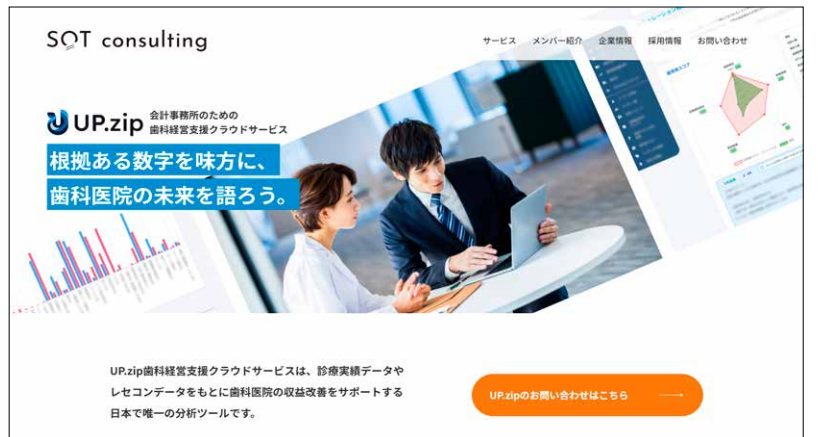 SOT consulting
サービス メンバー紹介 企業情報 採用情報 お問い合わせ
UP.zip
会計事務所のための
歯科経営支援クラウドサービス
根拠ある数字を味方に、
歯科医院の未来を語ろう。
UP.zip歯科経営支援クラウドサービスは、診療実績データや
レセコンデータをもとに歯科医院の収益改善をサポートする
日本で唯一の分析ツールです。
UP.zipのお問い合わせはこちら